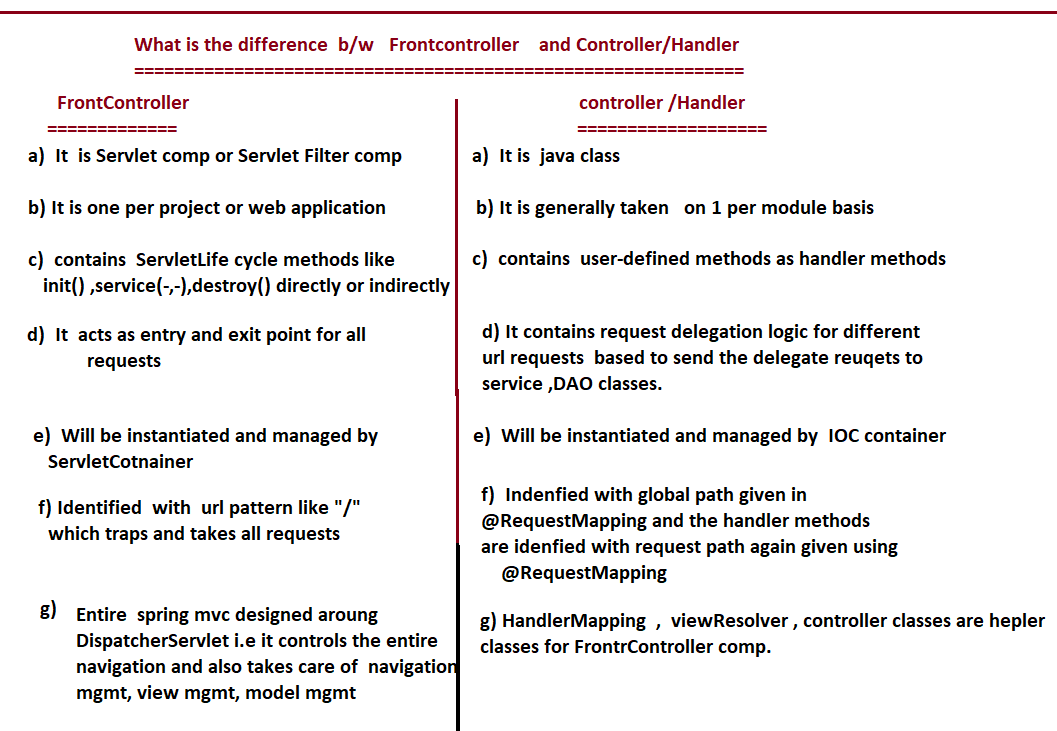 What is the difference b/w Frontcontroller and Controller/Handler
=============================================================
FrontController
=============
a) It is Servlet comp or Servlet Filter comp
b) It is one per project or web application
c) contains ServletLife cycle methods like
init() ,service(-,-),destroy() directly or indirectly
d) It acts as entry and exit point for all
requests
e) Will be instantiated and managed by
ServletCotnainer
f) Identified with url pattern like "/"
which traps and takes all requests
g) Entire spring mvc designed aroung
DispatcherServlet i.e it controls the entire
navigation and also takes care of navigation
mgmt, view mgmt, model mgmt
controller /Handler
===================
a) It is java class
b) It is generally taken on 1 per module basis
c) contains user-defined methods as handler methods
d) It contains request delegation logic for different
url requests based to send the delegate reuqets to
service ,DAO classes.
e) Will be instantiated and managed by IOC container
f) Indenfied with global path given in
@RequestMapping and the handler methods
are idenfied with request path again given using
@RequestMapping
g) HandlerMapping , viewResolver , controller classes are hepler
classes for FrontrController comp.